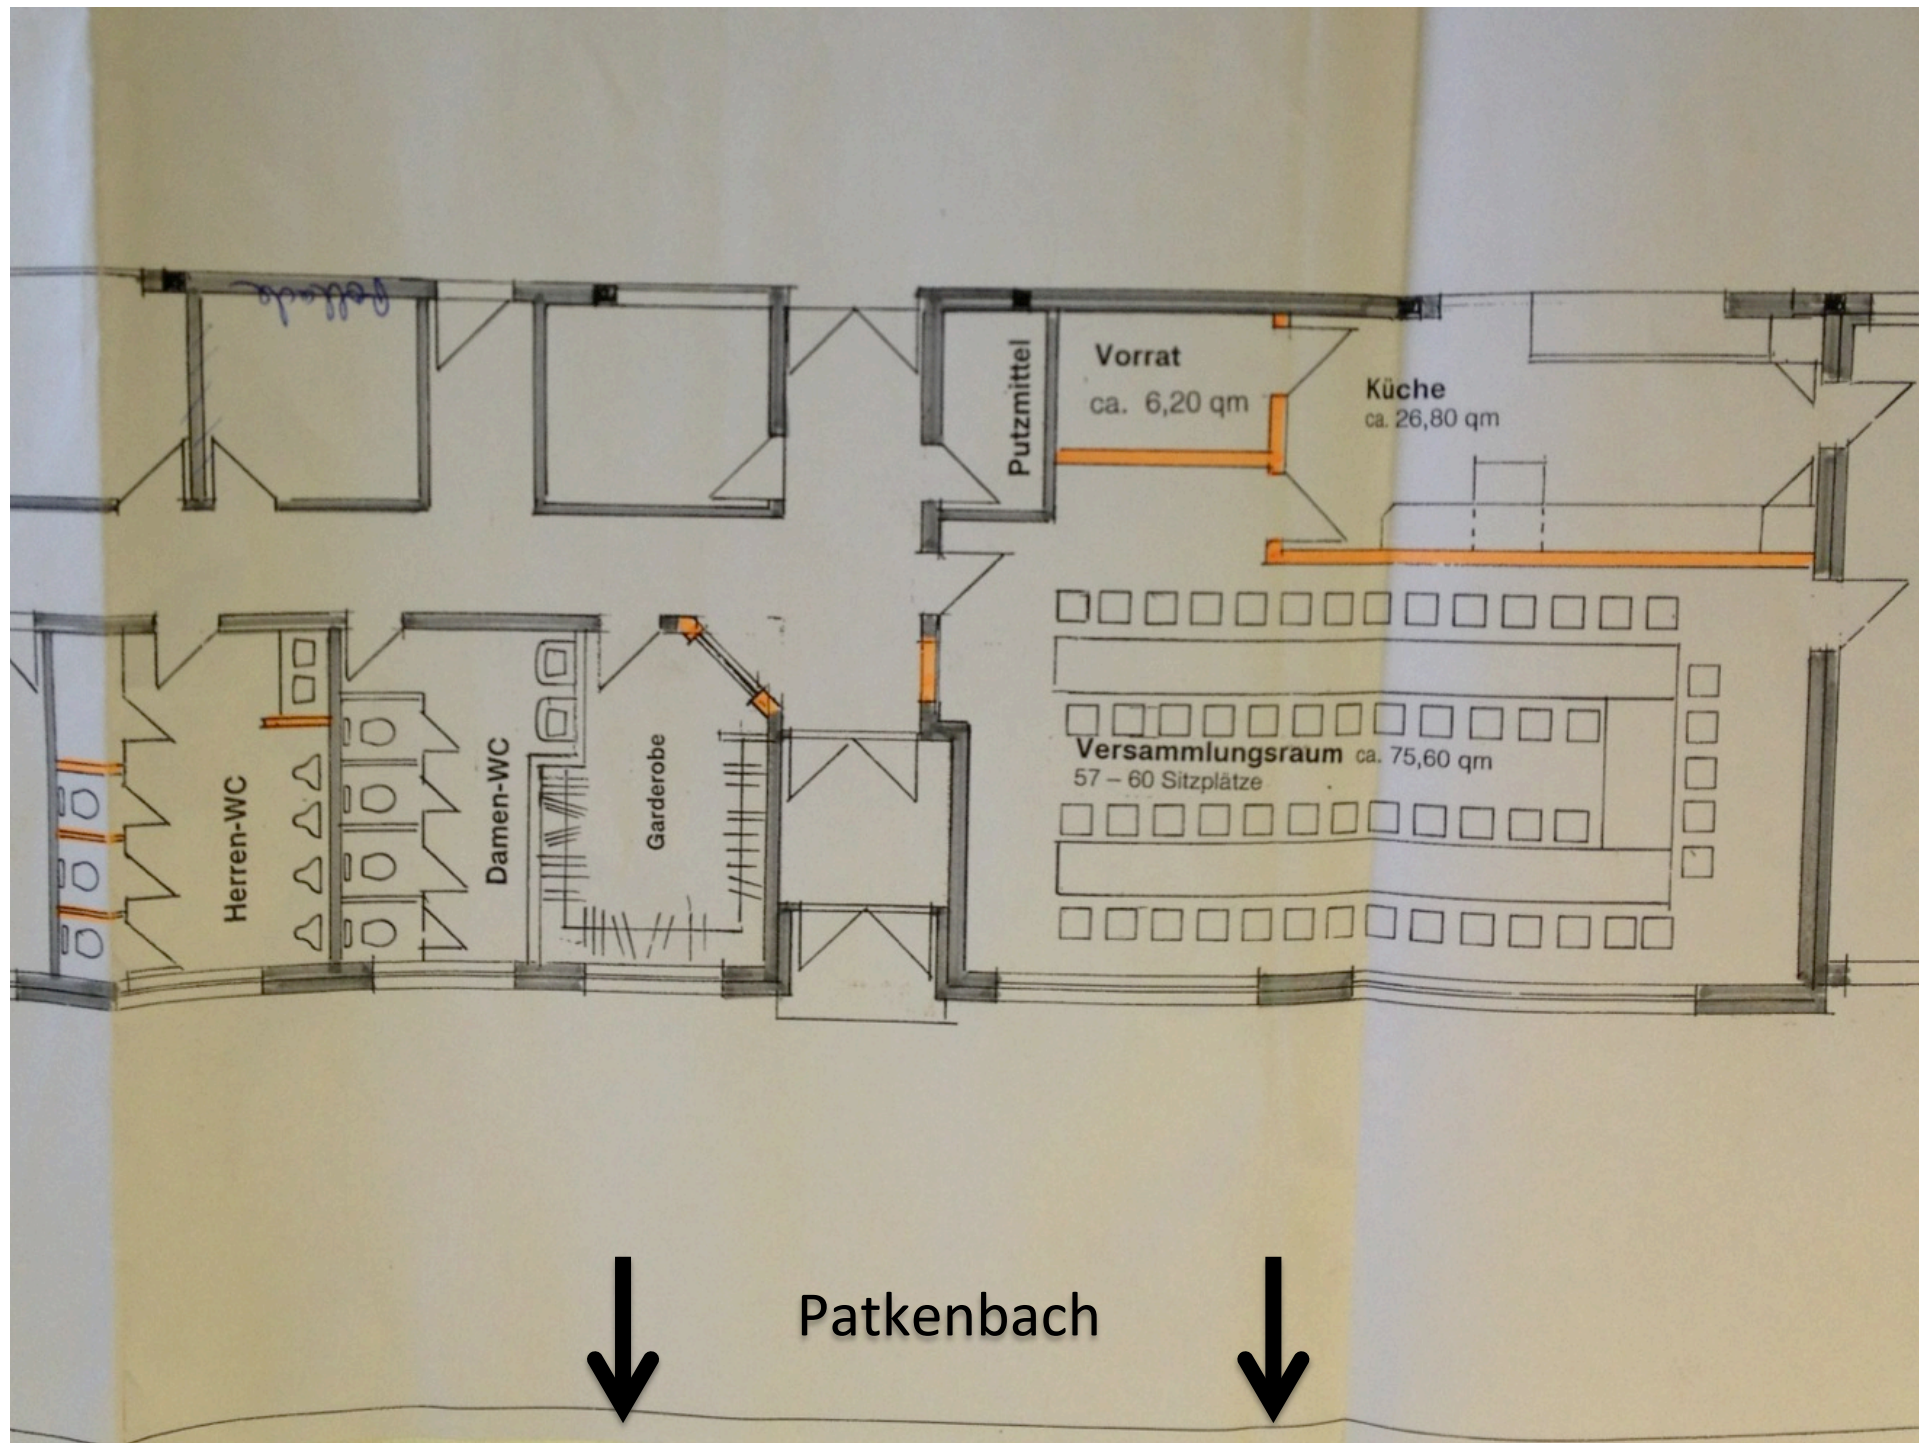 Putzmittel
Vorrat
ca. 6,20 qm
Küche
ca. 26,80 qm
Herren-WC
Damen-WC
Garderobe
Versammlungsraum ca. 75,60 qm
57 – 60 Sitzplätze
Patkenbach